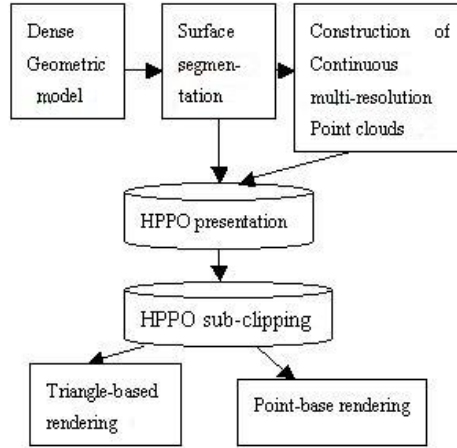 Dense
Geometric
model
Surface
segmen-
tation
Construction of
Continuous
multi-resolution
Point clouds
HPPO presentation
HPPO sub-clipping
Triangle-based
rendering
Point-base rendering